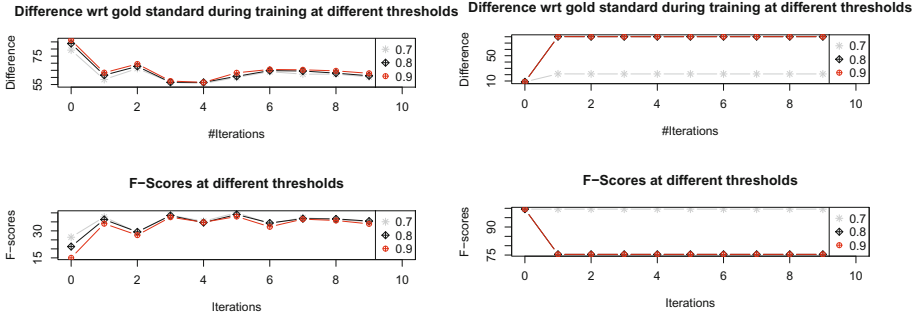 Difference wrt gold standard during training at different thresholds
Difference
75
55
0.7
0.8
0.9
0 2 4 6 8 10
#Iterations
F−Scores at different thresholds
F−scores
30
15
0.7
0.8
0.9
0 2 4 6 8 10
Iterations
Difference wrt gold standard during training at different thresholds
Difference
50
10
0.7
0.8
0.9
0 2 4 6 8 10
#Iterations
F−Scores at different thresholds
F−scores
90
75
0.7
0.8
0.9
0 2 4 6 8 10
Iterations